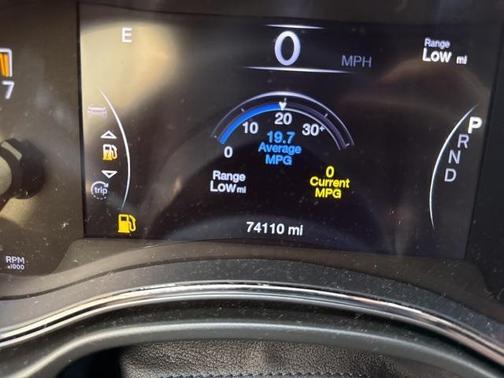 E
0 MPH
Range
Low mi
7
10 20 30+
0
19.7
Average
MPG
Range
Low mi
0
Current
MPG
trip
P
R
N
D
74110 mi
RPM
x1000